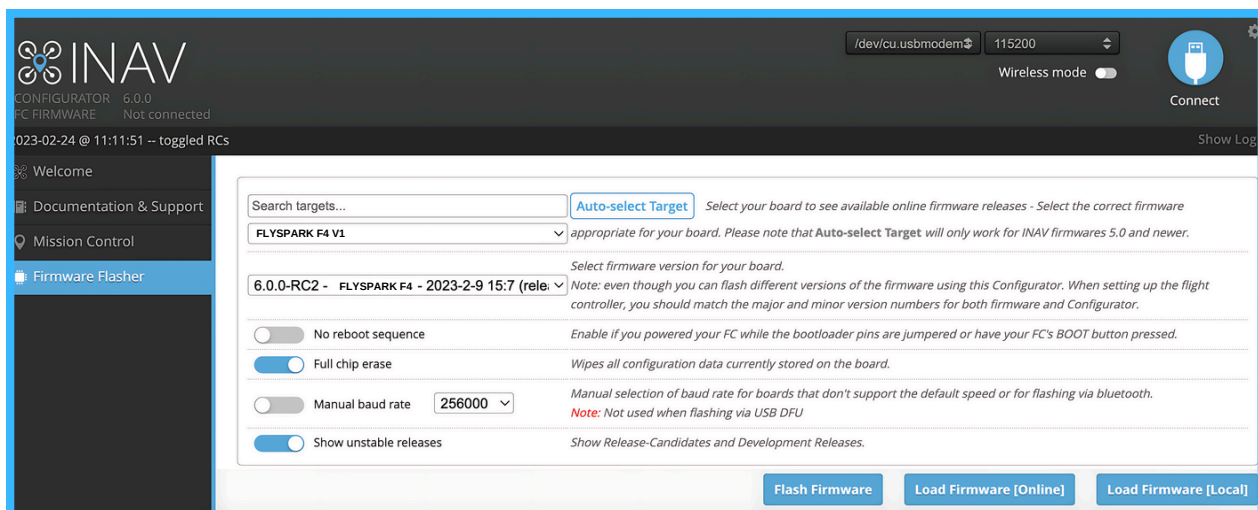 INAV
CONFIGURATOR 6.0.0
FC FIRMWARE Not connected
/dev/cu.usbmodem
115200
Wireless mode
Connect
2023-02-24 @ 11:11:51 -- toggled RCs
Show Log
Welcome
Documentation & Support
Mission Control
Firmware Flasher
Search targets...
Auto-select Target
Select your board to see available online firmware releases - Select the correct firmware
FLYSPARK F4 V1
appropriate for your board. Please note that Auto-select Target will only work for INAV firmwares 5.0 and newer.
Select firmware version for your board.
6.0.0-RC2 - FLYSPARK F4 - 2023-2-9 15:7 (rele
Note: even though you can flash different versions of the firmware using this Configurator. When setting up the flight
controller, you should match the major and minor version numbers for both firmware and Configurator.
No reboot sequence
Enable if you powered your FC while the bootloader pins are jumpered or have your FC's BOOT button pressed.
Full chip erase
Wipes all configuration data currently stored on the board.
Manual baud rate
256000
Manual selection of baud rate for boards that don't support the default speed or for flashing via bluetooth.
Note: Not used when flashing via USB DFU
Show unstable releases
Show Release-Candidates and Development Releases.
Flash Firmware
Load Firmware [Online]
Load Firmware [Local]